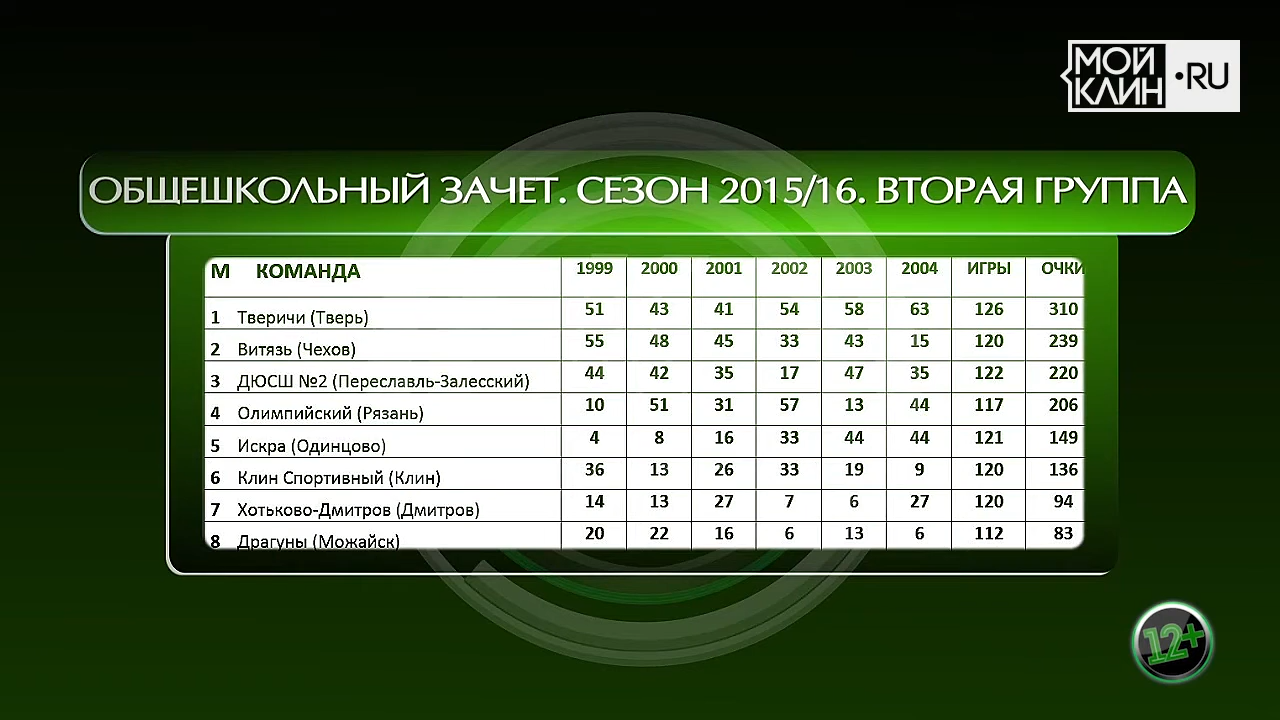 МОЙ
КЛИН
•RU
ОБЩЕШКОЛЬНЫЙ ЗАЧЕТ. СЕЗОН 2015/16. ВТОРАЯ ГРУППА
М КОМАНДА 1999 2000 2001 2002 2003 2004 ИГРЫ ОЧКИ
1 Тверичи (Тверь) 51 43 41 54 58 63 126 310
2 Витязь (Чехов) 55 48 45 33 43 15 120 239
3 ДЮСШ №2 (Переславль-Залесский) 44 42 35 17 47 35 122 220
4 Олимпийский (Рязань) 10 51 31 57 13 44 117 206
5 Искра (Одинцово) 4 8 16 33 44 44 121 149
6 Клин Спортивный (Клин) 36 13 26 33 19 9 120 136
7 Хотьково-Дмитров (Дмитров) 14 13 27 7 6 27 120 94
8 Драгуны (Можайск) 20 22 16 6 13 6 112 83
12+